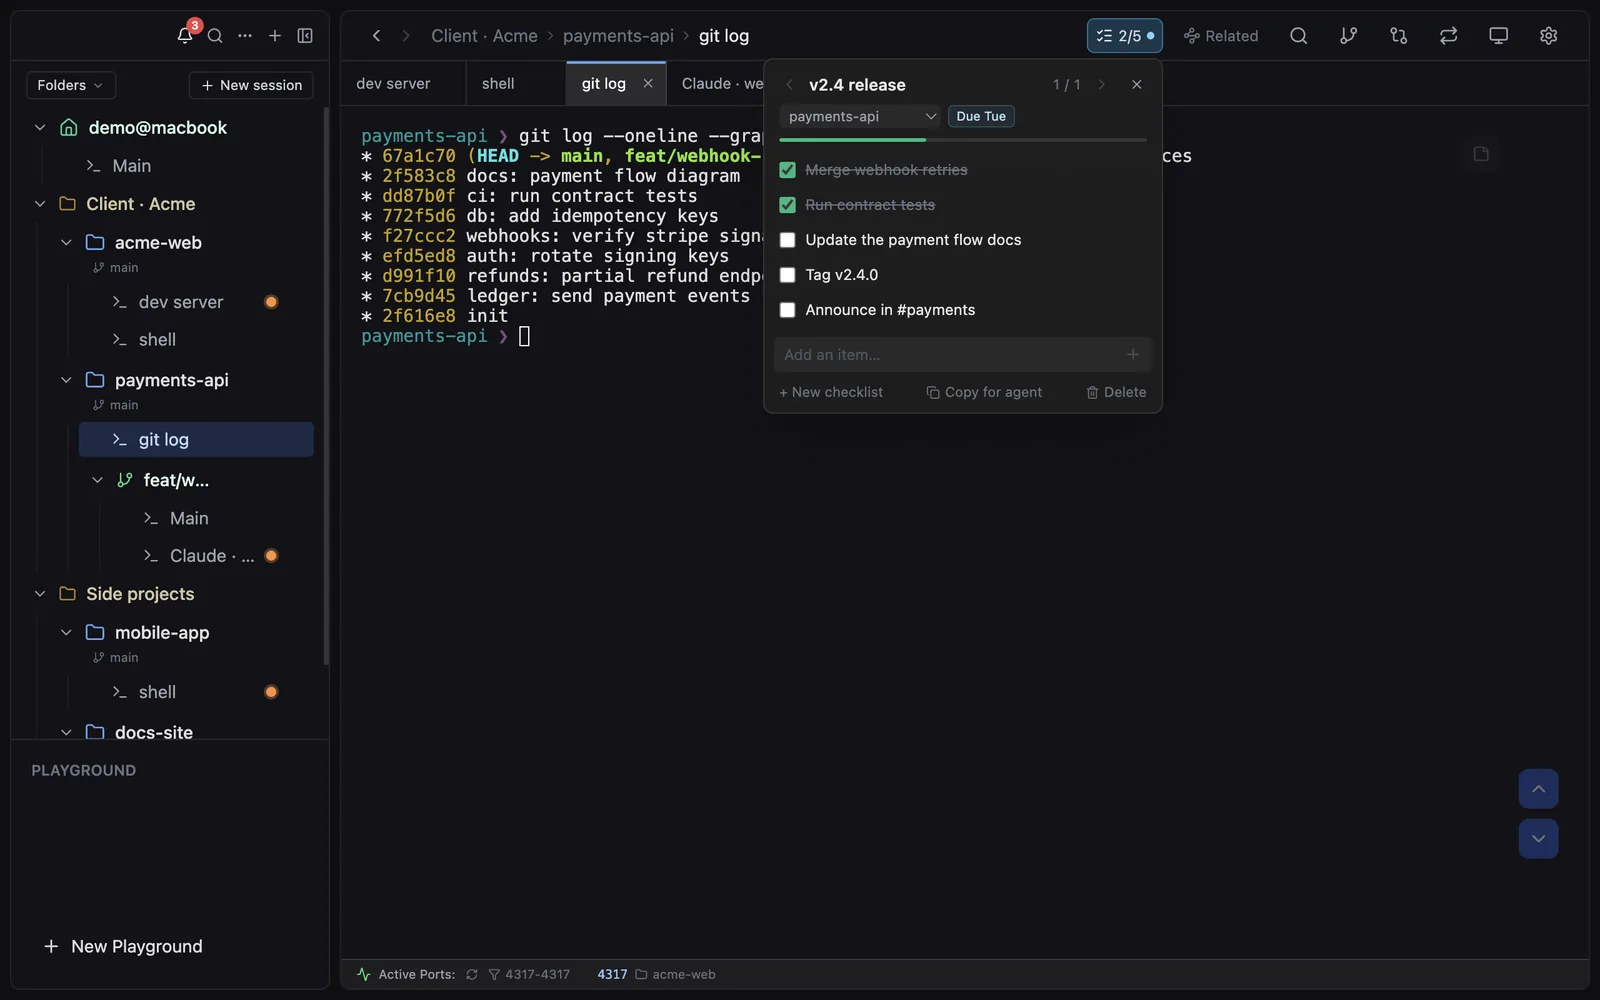 3
Folders
+ New session
demo@macbook
Main
Client · Acme
acme-web
main
dev server
shell
payments-api
main
git log
feat/w...
Main
Claude · ...
Side projects
mobile-app
main
shell
docs-site
PLAYGROUND
+ New Playground
Client · Acme > payments-api > git log
2/5
Related
dev server
shell
git log
Claude · we
payments-api ❯ git log --oneline --gra
* 67a1c70 (HEAD -> main, feat/webhook-
ces
* 2f583c8 docs: payment flow diagram
* dd87b0f ci: run contract tests
* 772f5d6 db: add idempotency keys
* f27ccc2 webhooks: verify stripe sign
* efd5ed8 auth: rotate signing keys
* d991f10 refunds: partial refund endp
* 7cb9d45 ledger: send payment events
* 2f616e8 init
payments-api ❯
v2.4 release
1 / 1
payments-api
Due Tue
Merge webhook retries
Run contract tests
Update the payment flow docs
Tag v2.4.0
Announce in #payments
Add an item...
+ New checklist
Copy for agent
Delete
Active Ports:
4317-4317
4317
acme-web